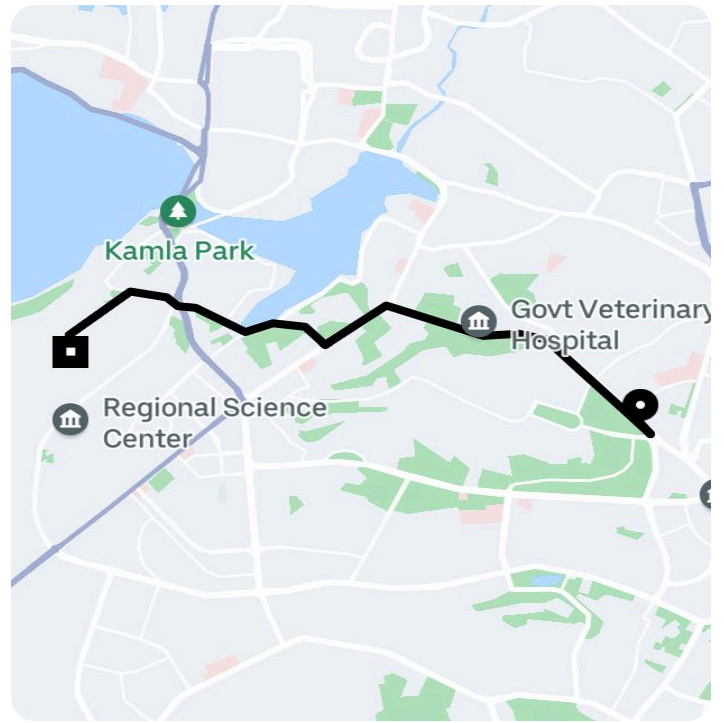 Kamla Park
Govt Veterinary
Hospital
Regional Science
Center